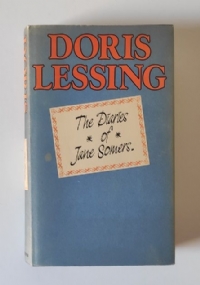 DORIS
LESSING
The Diaries
of
Jane Somers.